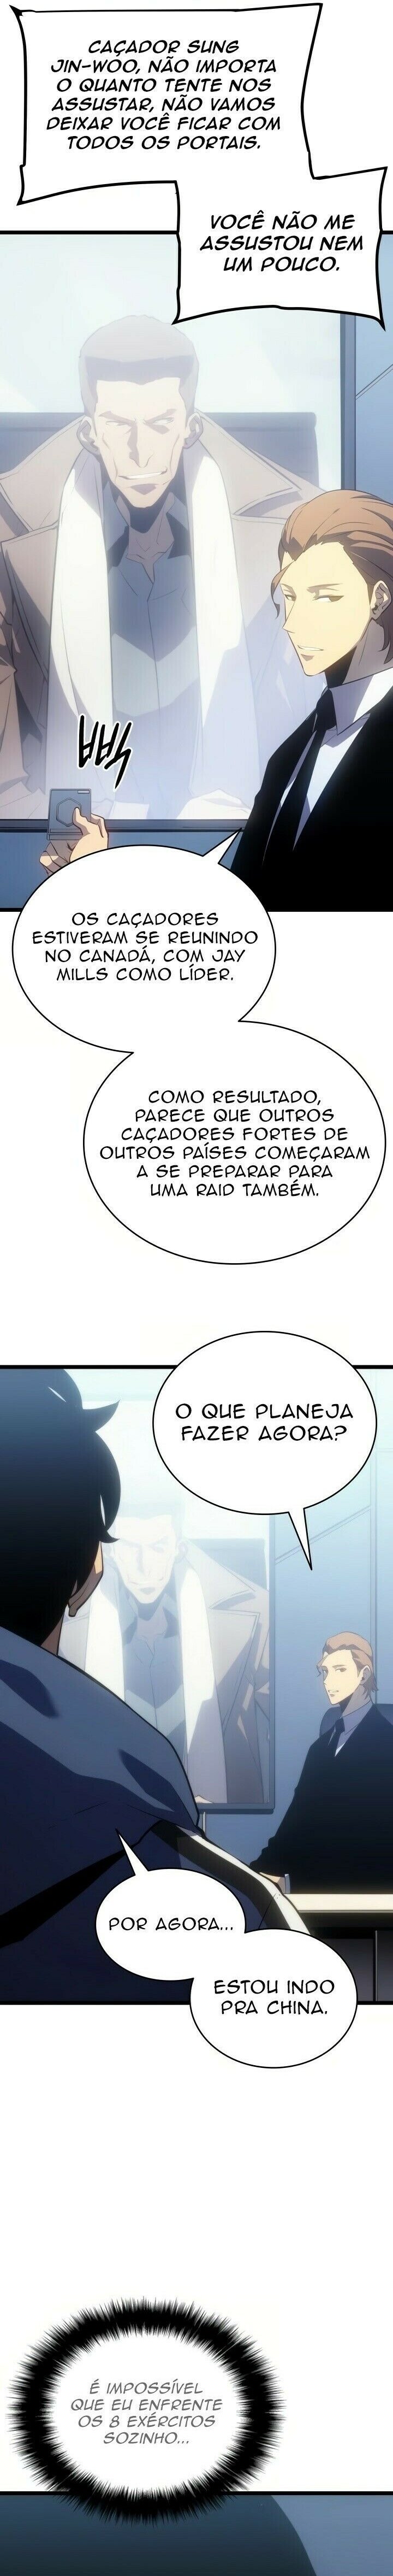 CAÇADOR SUNG
JIN-WOO, NÃO IMPORTA
O QUANTO TENTE NOS
ASSUSTAR, NÃO VAMOS
DEIXAR VOCÊ FICAR COM
TODOS OS PORTAIS.
VOCÊ NÃO ME
ASSUSTOU NEM
UM POUCO.
OS CAÇADORES
ESTIVERAM SE REUNINDO
NO CANADÁ, COM JAY
MILLS COMO LÍDER.
COMO RESULTADO,
PARECE QUE OUTROS
CAÇADORES FORTES DE
OUTROS PAÍSES COMEÇARAM
A SE PREPARAR PARA
UMA RAID TAMBÉM.
O QUE PLANEJA
FAZER AGORA?
POR AGORA...
ESTOU INDO
PRA CHINA.
É IMPOSSÍVEL
QUE EU ENFRENTE
OS 8 EXÉRCITOS
SOZINHO...